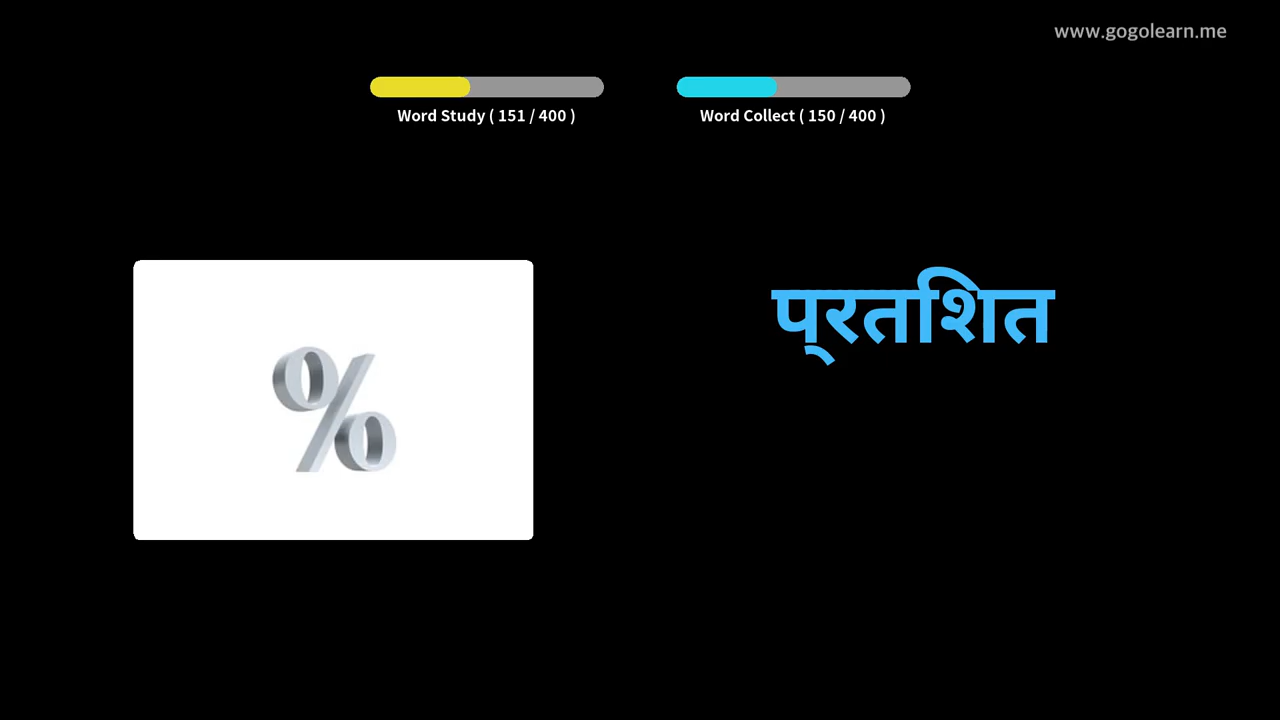 www.gogolearn.me
Word Study ( 151 / 400 )
Word Collect ( 150 / 400 )
%
प्‌रतशित